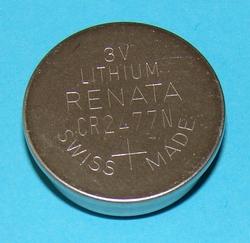 3V
LITHIUM
RENATA
CR2477N
SWISS MADE
+